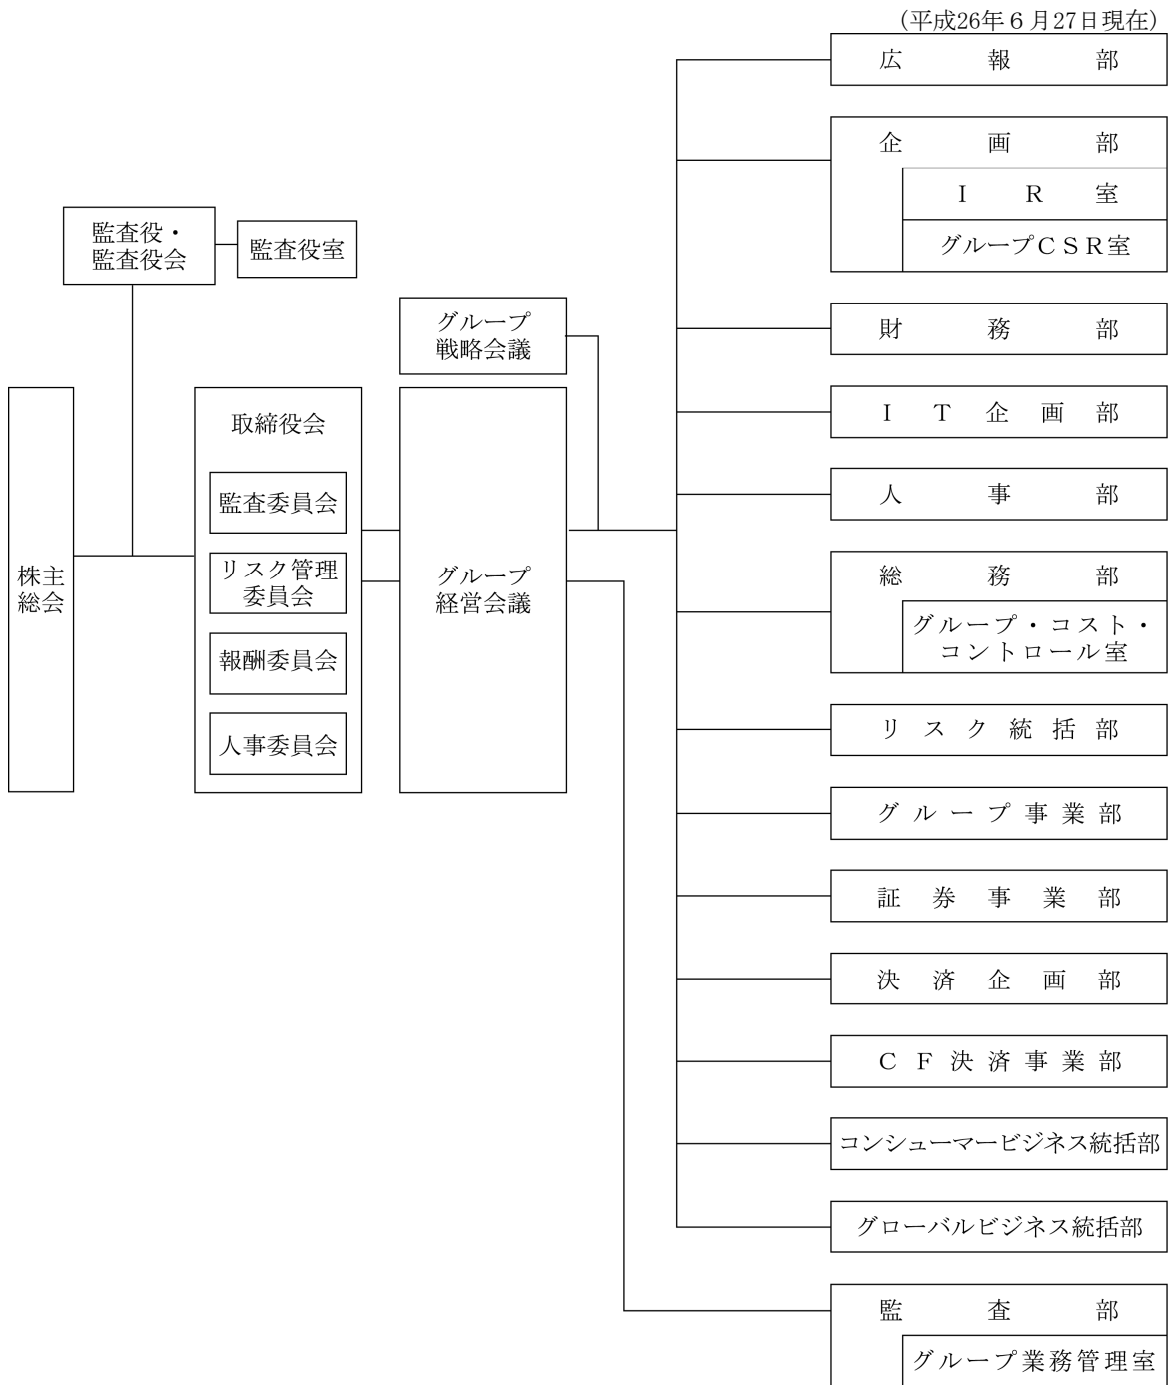 (平成26年６月27日現在)
広報部
企画部
ＩＲ室
グループＣＳＲ室
監査役・
監査役会
監査役室
グループ
戦略会議
財務部
株主
総会
取締役会
監査委員会
リスク管理
委員会
報酬委員会
人事委員会
グループ
経営会議
ＩＴ企画部
人事部
総務部
グループ・コスト・
コントロール室
リスク統括部
グループ事業部
証券事業部
決済企画部
ＣＦ決済事業部
コンシューマービジネス統括部
グローバルビジネス統括部
監査部
グループ業務管理室